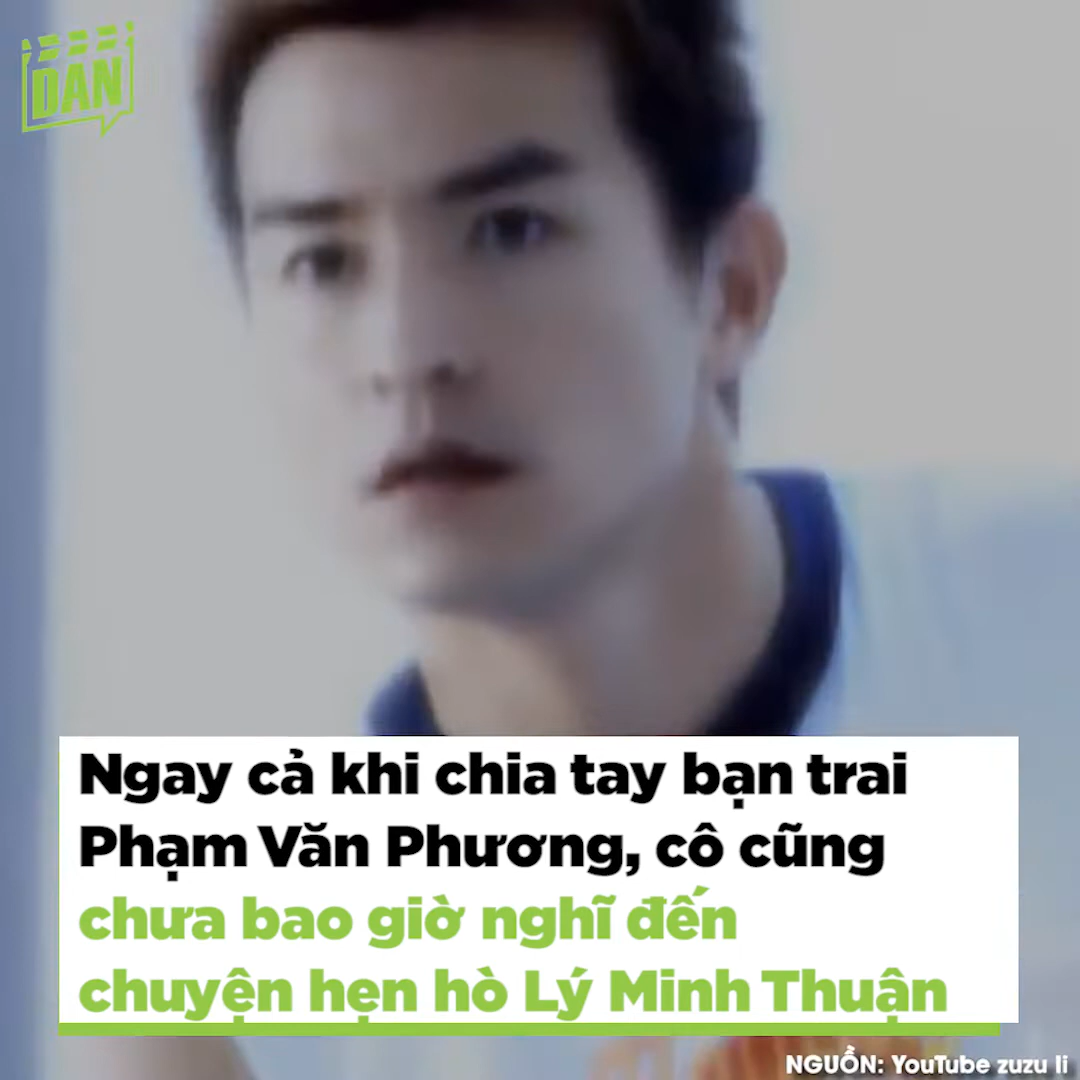 DAN
Ngay cả khi chia tay bạn trai
Phạm Văn Phương, cô cũng
chưa bao giờ nghĩ đến
chuyện hẹn hò Lý Minh Thuận
NGUỒN: YouTube zuzu li